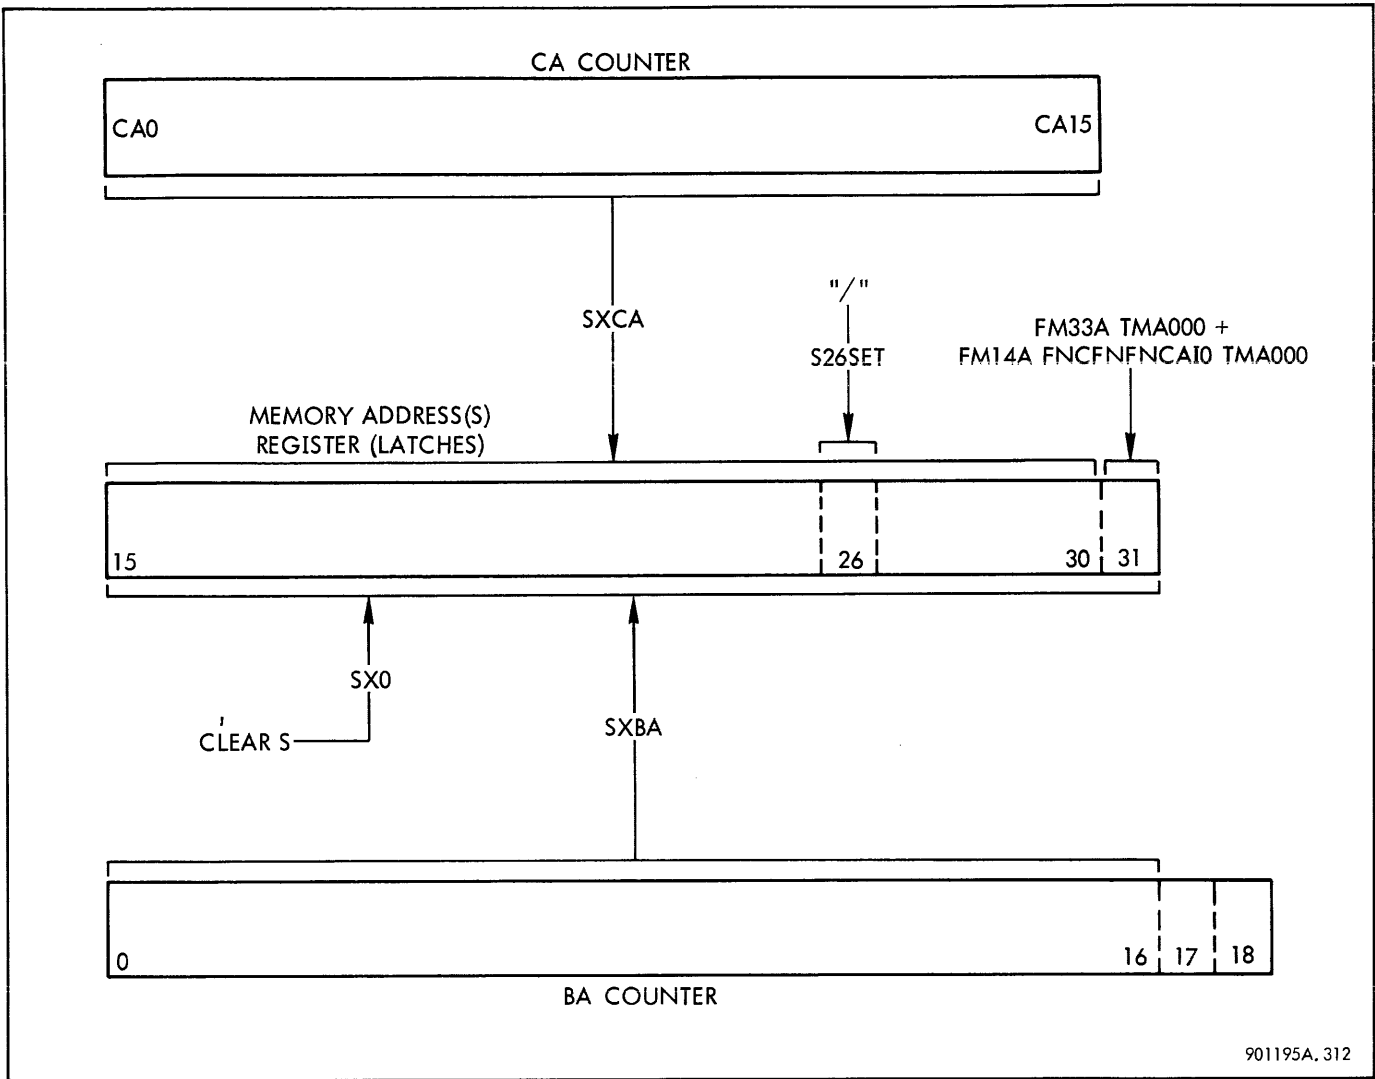 CA COUNTER
CA0
CA15
"/"
SXCA
S26SET
FM33A TMA000 +
FM14A FNCFNFNCAI0 TMA000
MEMORY ADDRESS(S)
REGISTER (LATCHES)
15
26
30
31
SX0
CLEAR S
SXBA
0
16
17
18
BA COUNTER
901195A.312